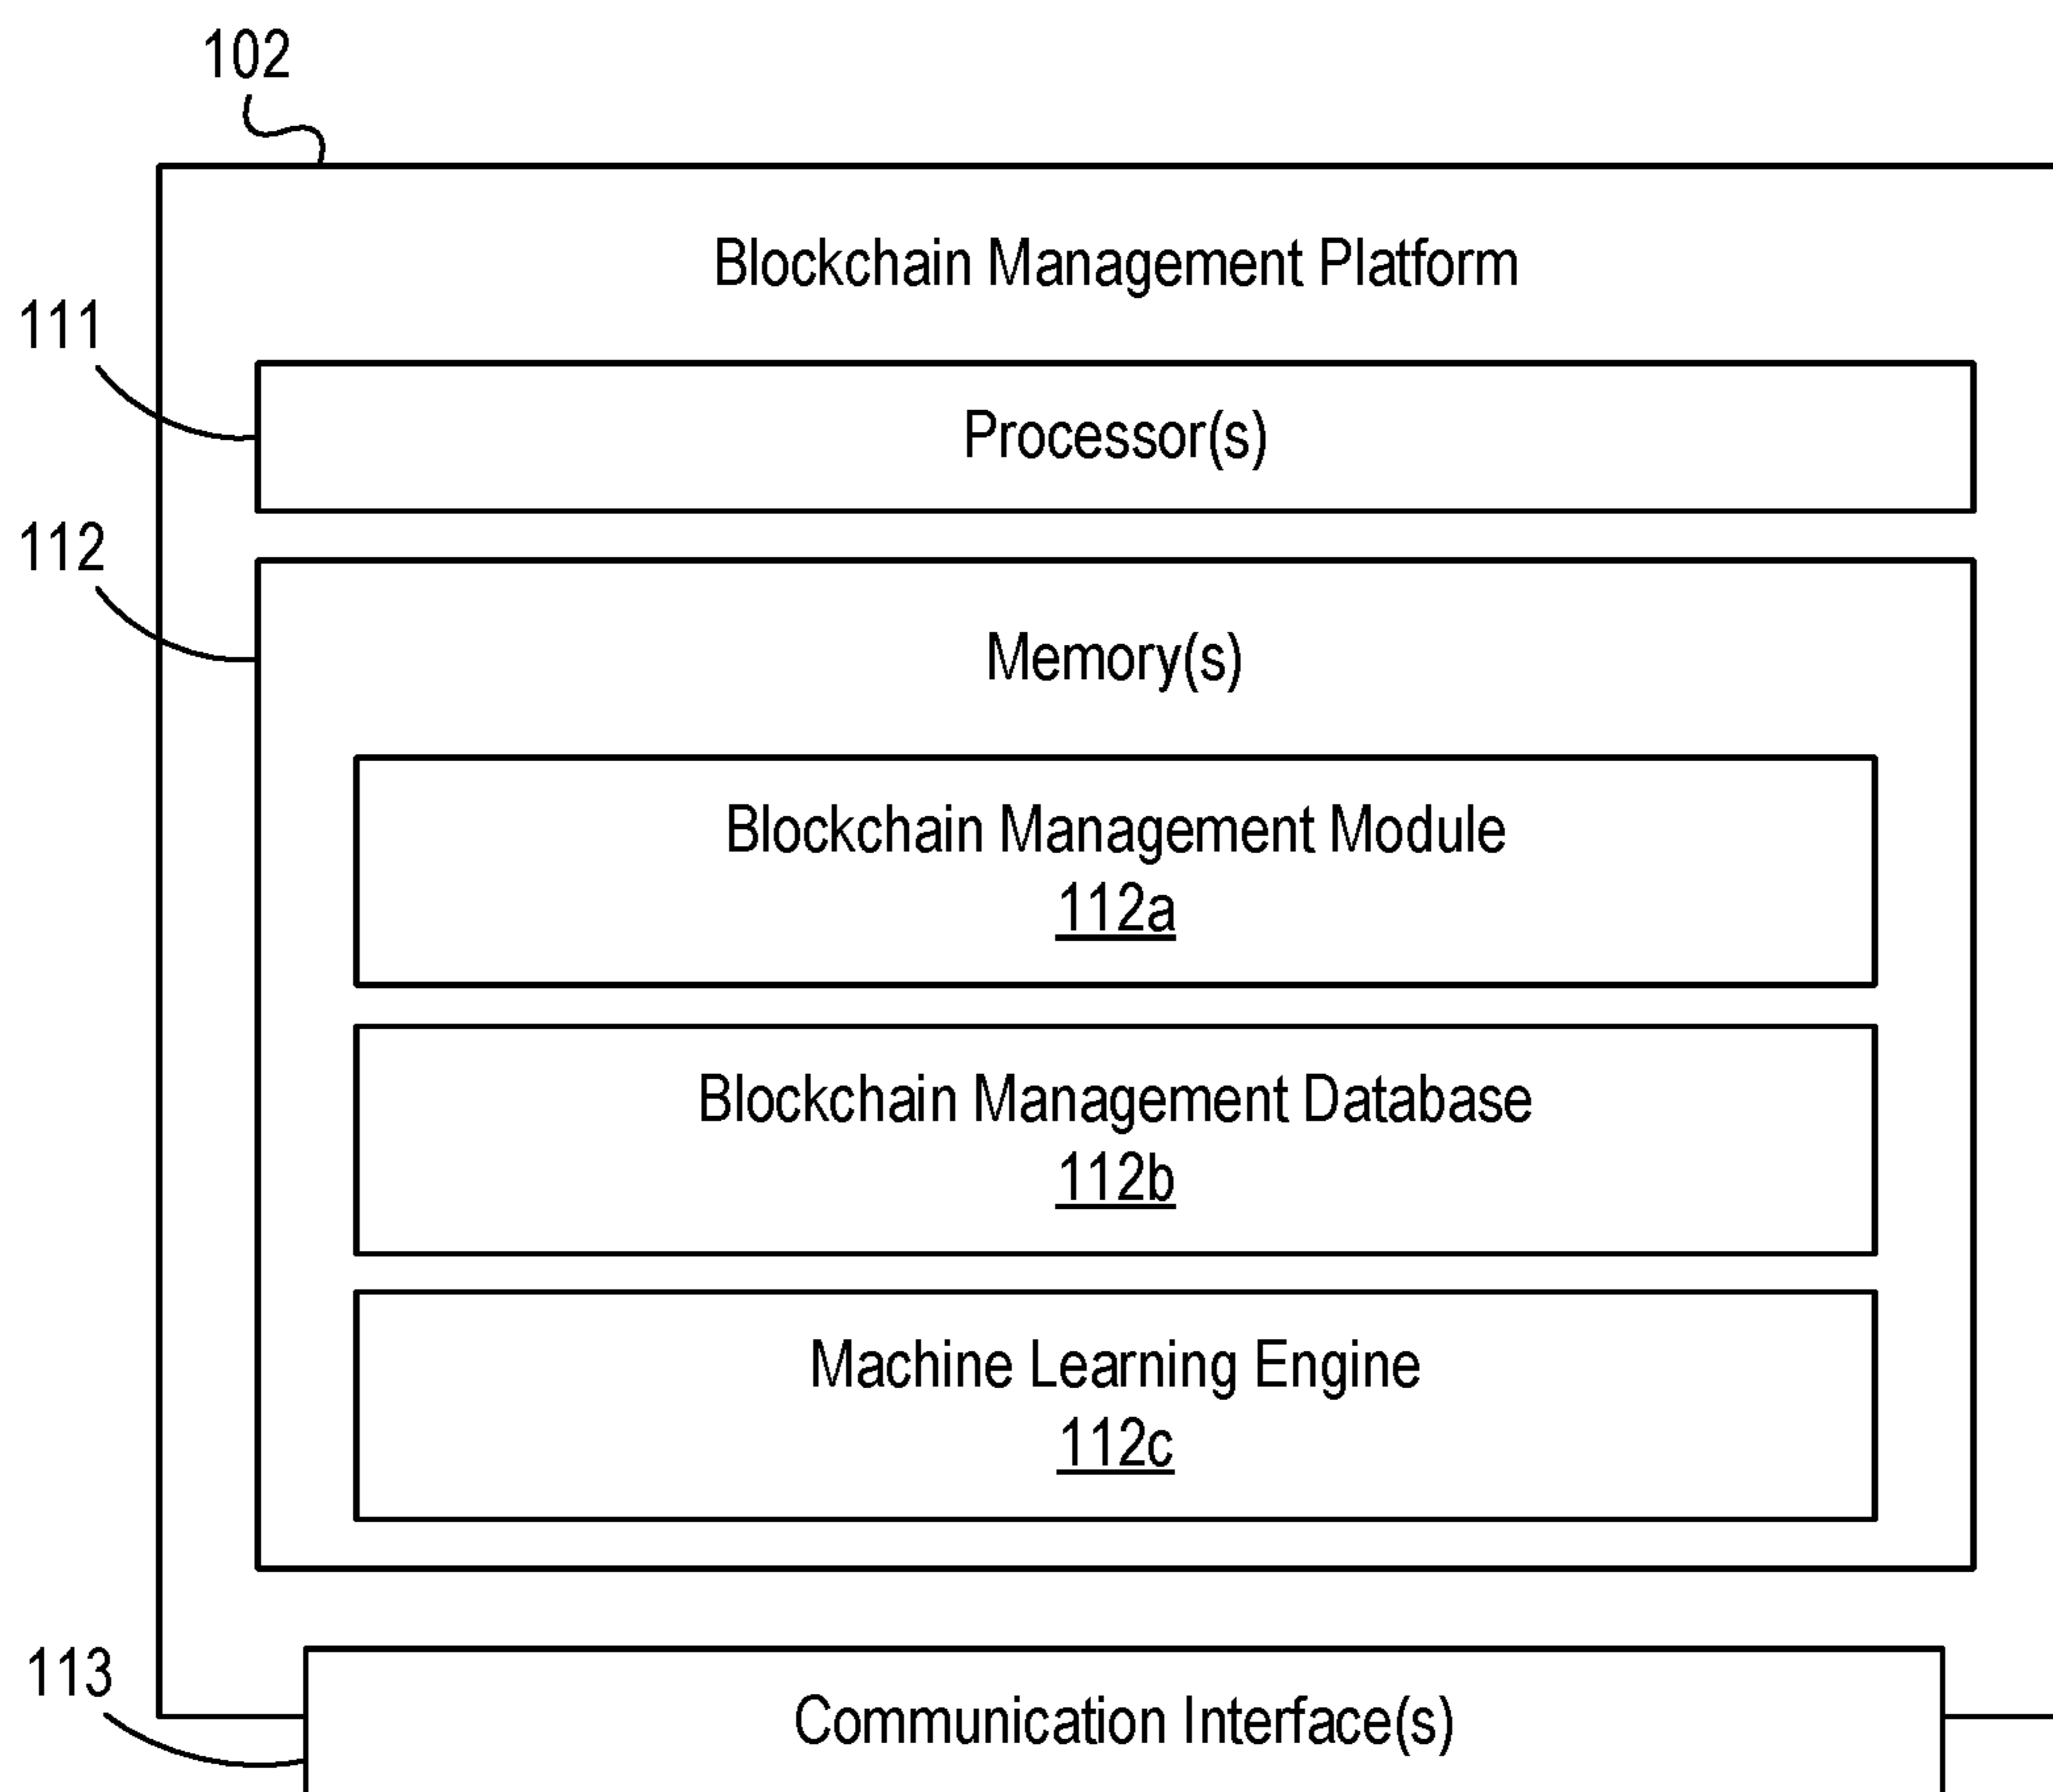 102
Blockchain Management Platform
111
Processor(s)
112
Memory(s)
Blockchain Management Module
112a
Blockchain Management Database
112b
Machine Learning Engine
112c
113
Communication Interface(s)